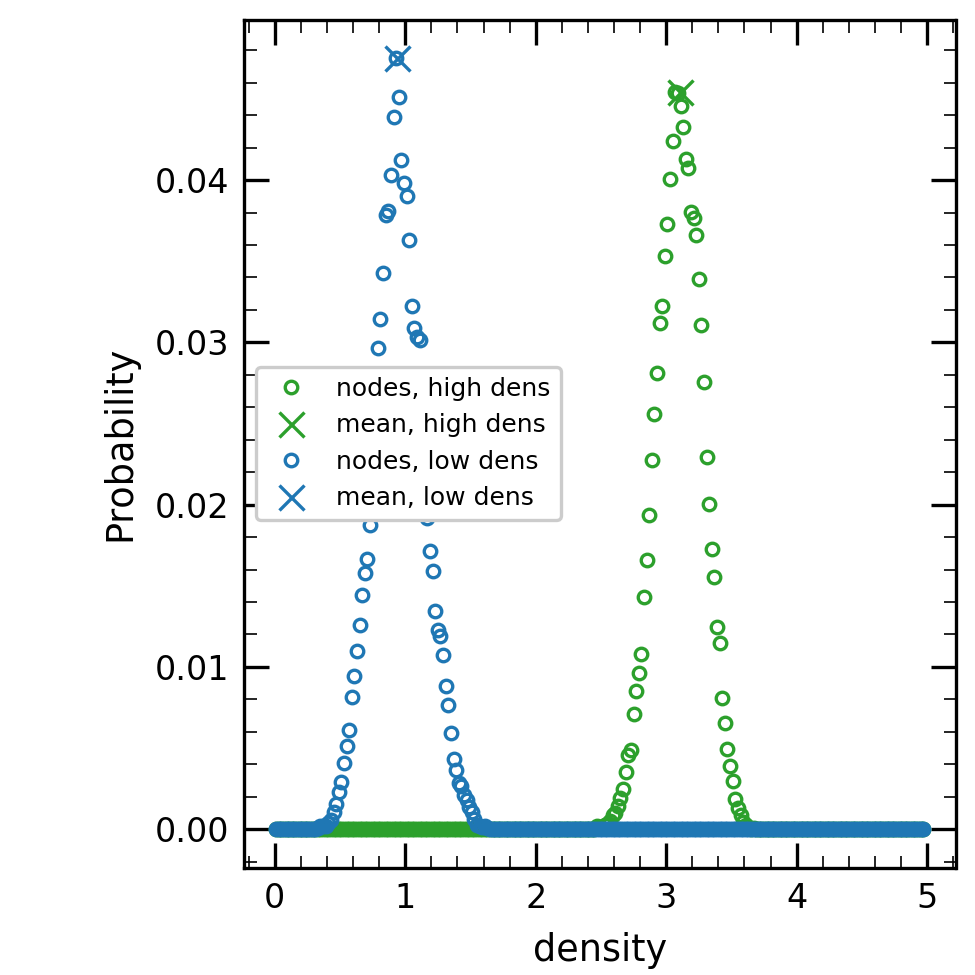 0.04
0.03
0.02
0.01
0.00
Probability
nodes, high dens
mean, high dens
nodes, low dens
mean, low dens
0 1 2 3 4 5
density